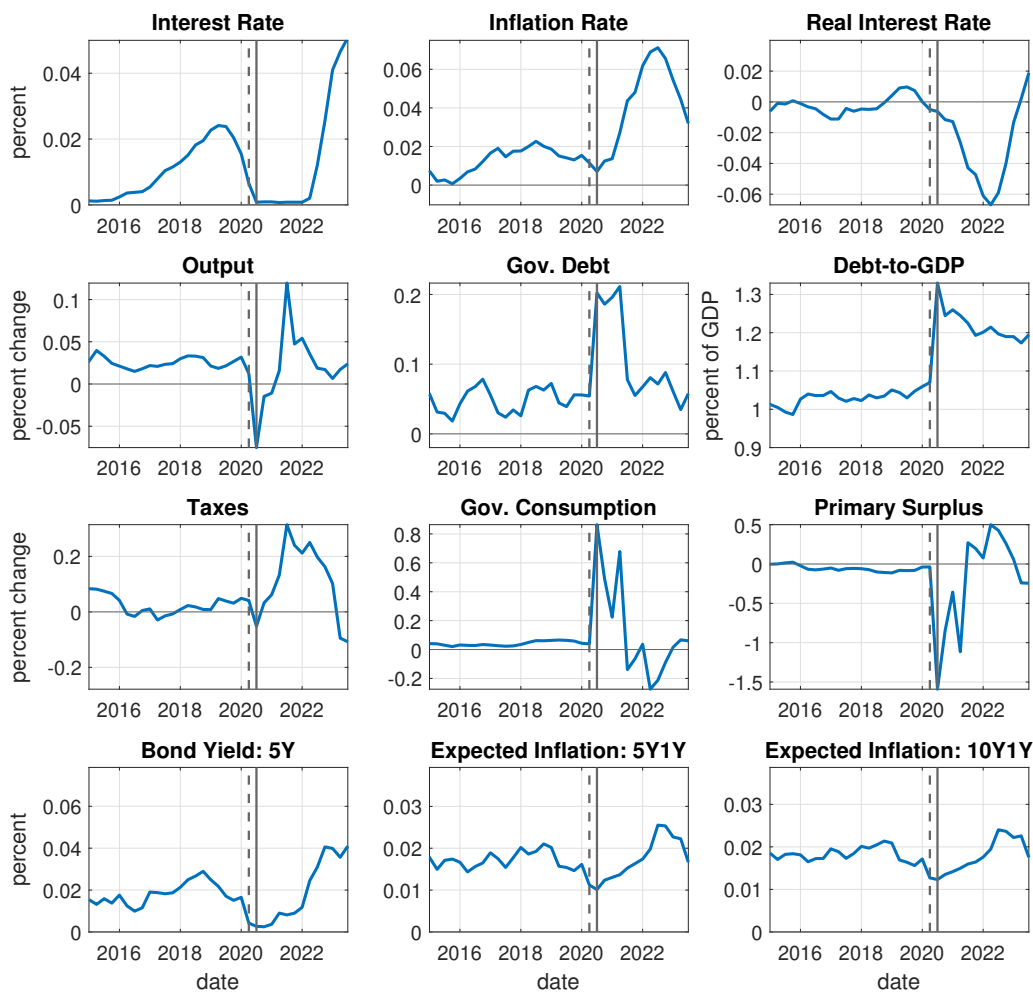 Interest Rate
percent
0.04
0.02
0
2016 2018 2020 2022
Inflation Rate
0.06
0.04
0.02
0
2016 2018 2020 2022
Real Interest Rate
0.02
0
-0.02
-0.04
-0.06
2016 2018 2020 2022
Output
percent change
0.1
0.05
0
-0.05
2016 2018 2020 2022
Gov. Debt
0.2
0.1
0
2016 2018 2020 2022
Debt-to-GDP
percent of GDP
1.3
1.2
1.1
1
0.9
2016 2018 2020 2022
Taxes
percent change
0.2
0
-0.2
2016 2018 2020 2022
Gov. Consumption
0.8
0.6
0.4
0.2
0
-0.2
2016 2018 2020 2022
Primary Surplus
0.5
0
-0.5
-1
-1.5
2016 2018 2020 2022
Bond Yield: 5Y
percent
0.06
0.04
0.02
0
2016 2018 2020 2022
date
Expected Inflation: 5Y1Y
0.03
0.02
0.01
0
2016 2018 2020 2022
date
Expected Inflation: 10Y1Y
0.03
0.02
0.01
0
2016 2018 2020 2022
date